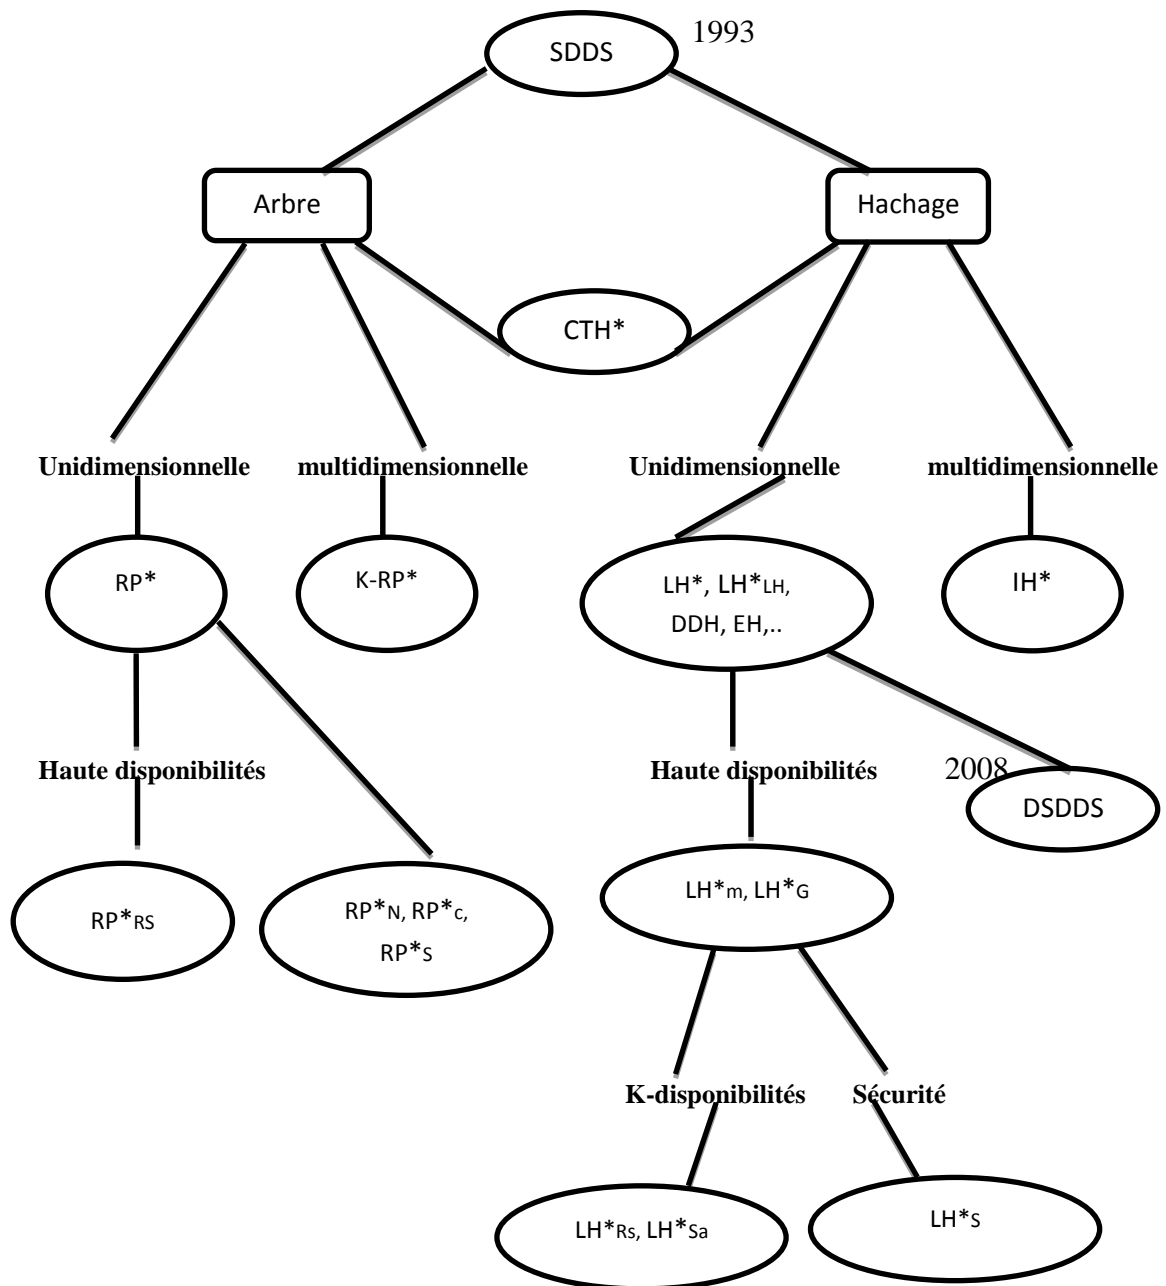 1993
SDDS
Arbre
Hachage
CTH*
Unidimensionnelle
multidimensionnelle
Unidimensionnelle
multidimensionnelle
RP*
K-RP*
LH*, LH*LH,
DDH, EH,..
IH*
Haute disponibilités
Haute disponibilités
2008
DSDDS
RP*RS
RP*N, RP*c,
RP*S
LH*m, LH*G
K-disponibilités
Sécurité
LH*Rs, LH*Sa
LH*S